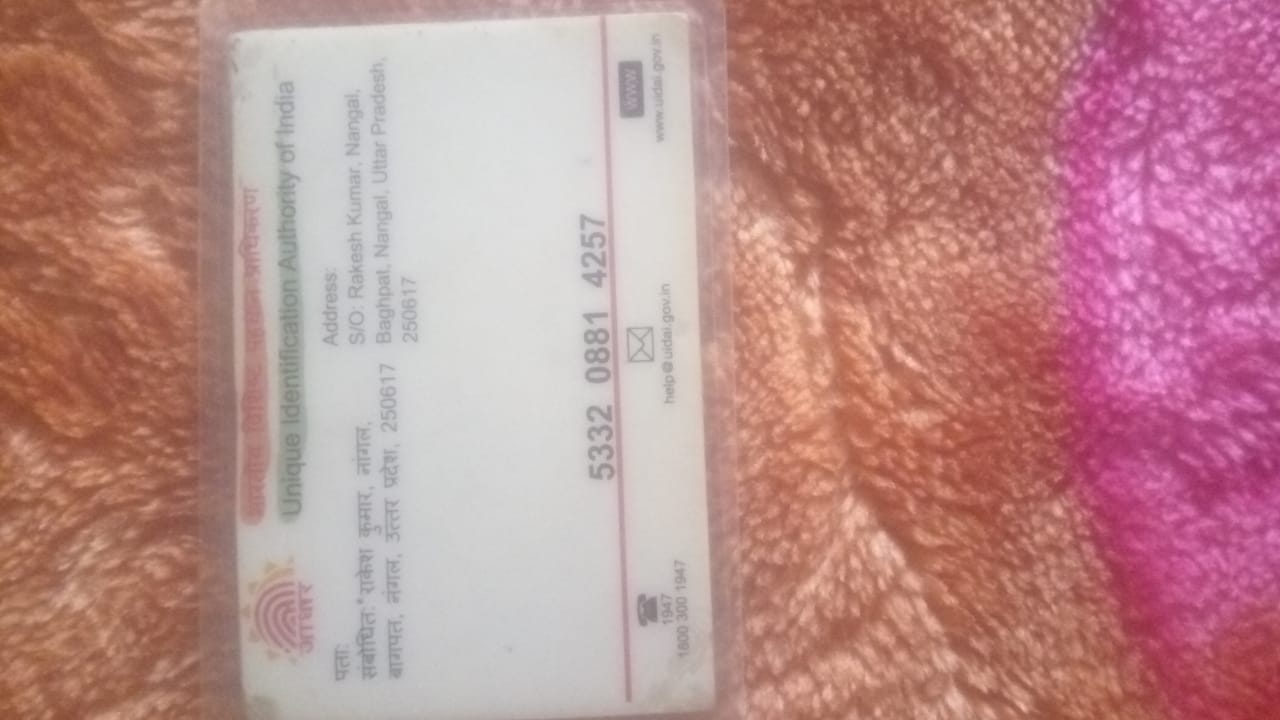 भारतीय विशिष्ट पहचान प्राधिकरण
Unique Identification Authority of India
आधार
पता:
संबोधित: राकेश कुमार, नांगल,
बागपत, नंगल, उत्तर प्रदेश, 250617
Address:
S/O: Rakesh Kumar, Nangal,
Baghpat, Nangal, Uttar Pradesh,
250617
5332 0881 4257
1947
1800 300 1947
help@uidai.gov.in
WWW
www.uidai.gov.in